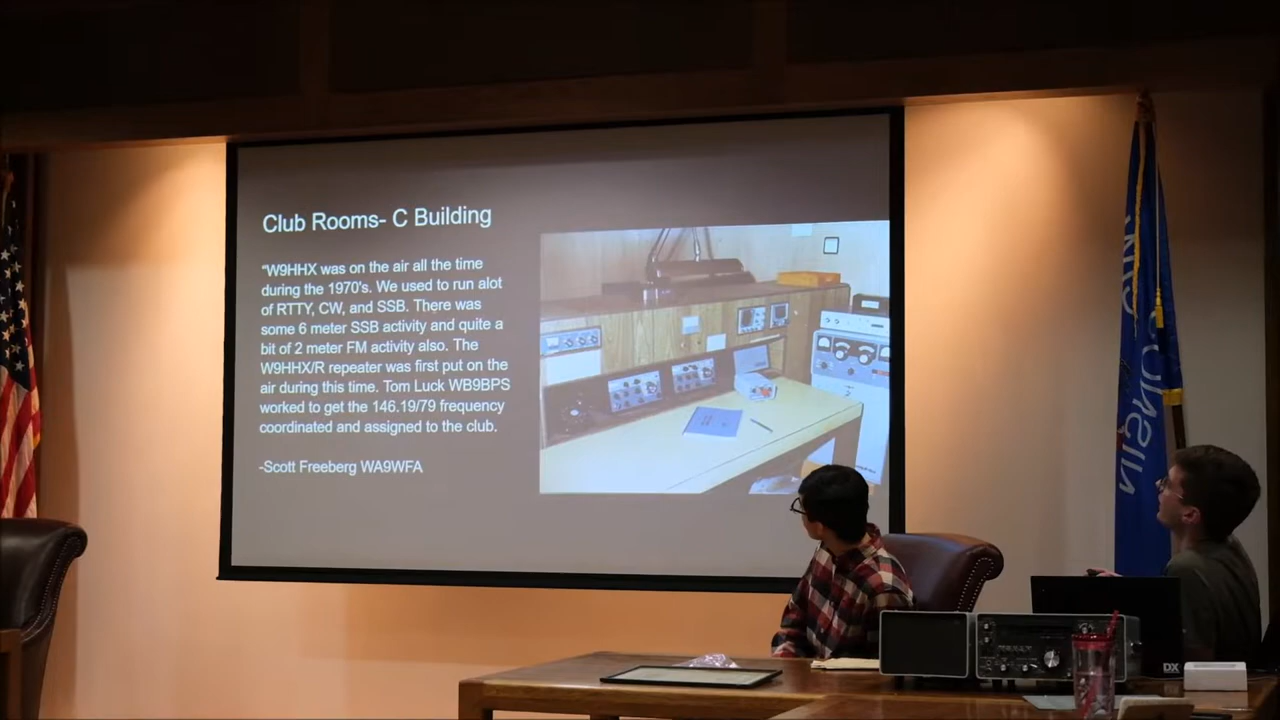 Club Rooms- C Building
"W9HHX was on the air all the time
during the 1970's. We used to run alot
of RTTY, CW, and SSB. There was
some 6 meter SSB activity and quite a
bit of 2 meter FM activity also. The
W9HHX/R repeater was first put on the
air during this time. Tom Luck WB9BPS
worked to get the 146.19/79 frequency
coordinated and assigned to the club.
-Scott Freeberg WA9WFA
DX